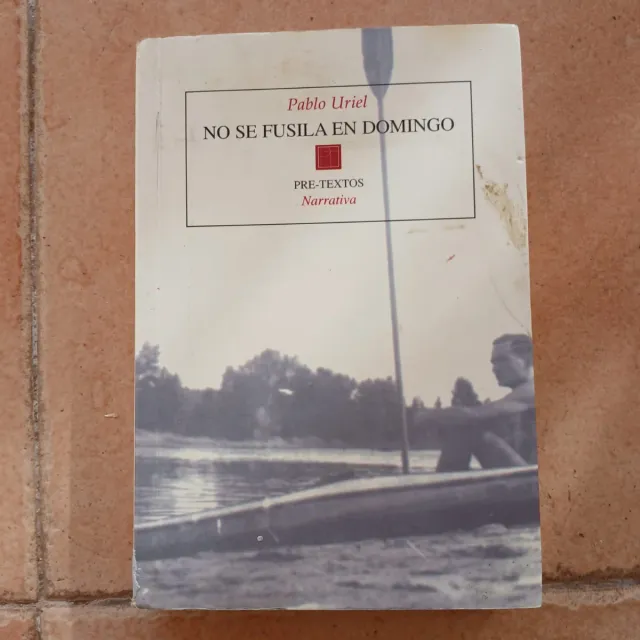 Pablo Uriel
NO SE FUSILA EN DOMINGO
PRE-TEXTOS
Narrativa